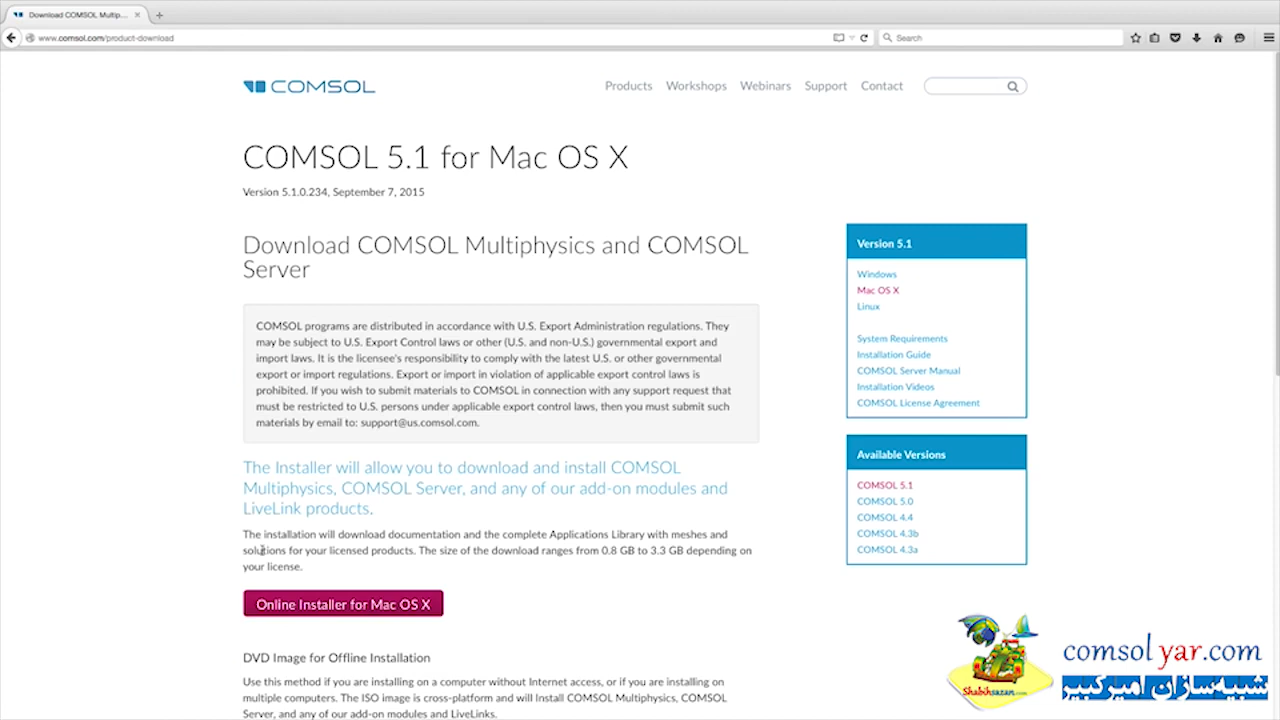 Download COMSOL Multip...
www.comsol.com/product-download
Search
COMSOL
Products Workshops Webinars Support Contact
COMSOL 5.1 for Mac OS X
Version 5.1.0.234, September 7, 2015
Download COMSOL Multiphysics and COMSOL
Server
COMSOL programs are distributed in accordance with U.S. Export Administration regulations. They
may be subject to U.S. Export Control laws or other (U.S. and non-U.S.) governmental export and
import laws. It is the licensee's responsibility to comply with the latest U.S. or other governmental
export or import regulations. Export or import in violation of applicable export control laws is
prohibited. If you wish to submit materials to COMSOL in connection with any support request that
must be restricted to U.S. persons under applicable export control laws, then you must submit such
materials by email to: support@us.comsol.com.
The Installer will allow you to download and install COMSOL
Multiphysics, COMSOL Server, and any of our add-on modules and
LiveLink products.
The installation will download documentation and the complete Applications Library with meshes and
solutions for your licensed products. The size of the download ranges from 0.8 GB to 3.3 GB depending on
your license.
Online Installer for Mac OS X
DVD Image for Offline Installation
Use this method if you are installing on a computer without Internet access, or if you are installing on
multiple computers. The ISO image is cross-platform and will Install COMSOL Multiphysics, COMSOL
Server, and any of our add-on modules and LiveLinks.
Version 5.1
Windows
Mac OS X
Linux
System Requirements
Installation Guide
COMSOL Server Manual
Installation Videos
COMSOL License Agreement
Available Versions
COMSOL 5.1
COMSOL 5.0
COMSOL 4.4
COMSOL 4.3b
COMSOL 4.3a
Shabihsazan.com
comsol yar.com
شبیه‌سازان امیرکبیر